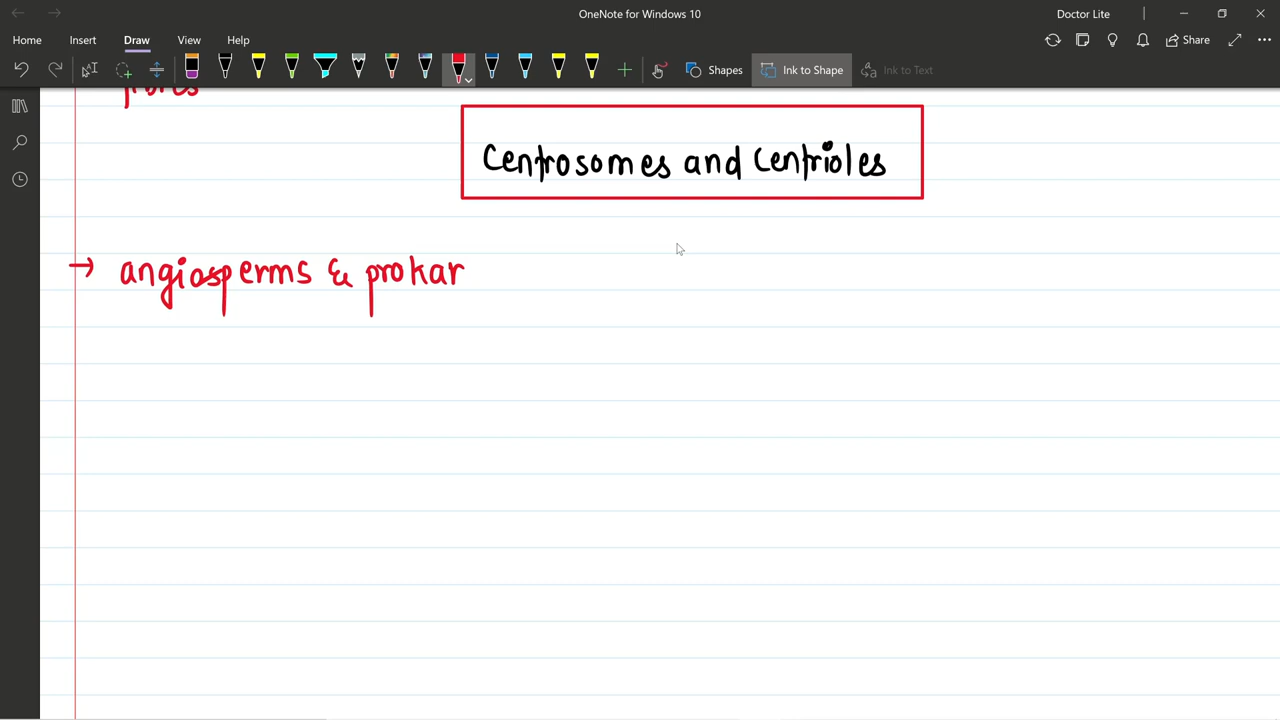 OneNote for Windows 10
Doctor Lite
Home Insert Draw View Help
Share
Shapes Ink to Shape Ink to Text
Centrosomes and Centrioles
→ angiosperms & prokar